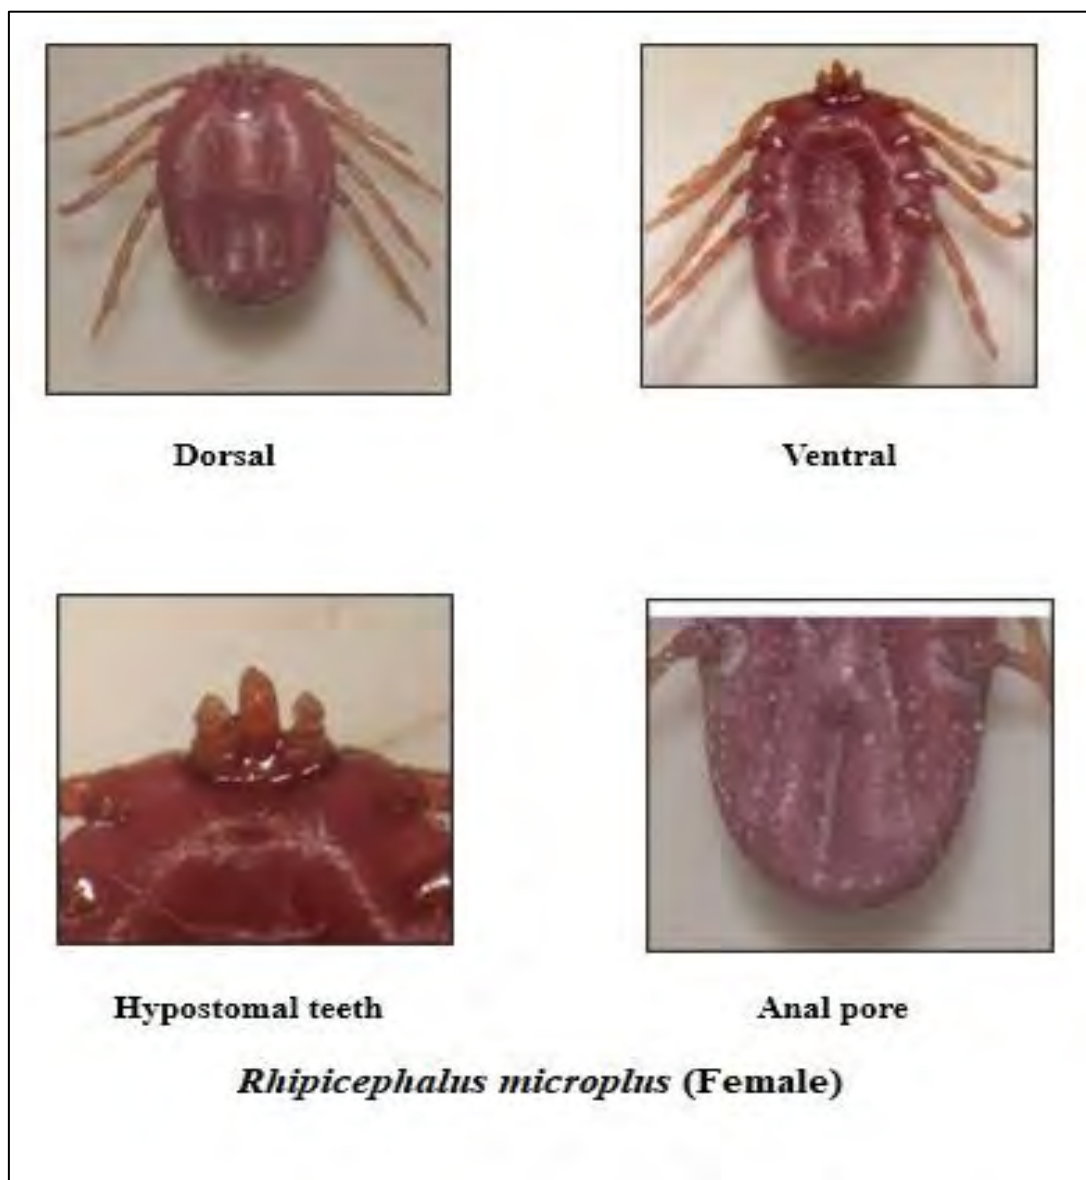 Dorsal
Ventral
Hypostomal teeth
Anal pore
Rhipicephalus microplus (Female)